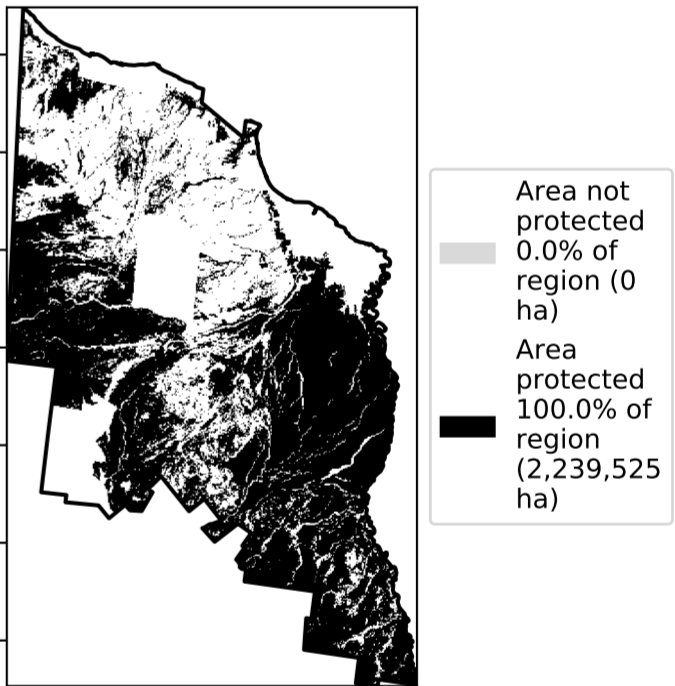 Area not
protected
0.0% of
region (0
ha)
Area
protected
100.0% of
region
(2,239,525
ha)